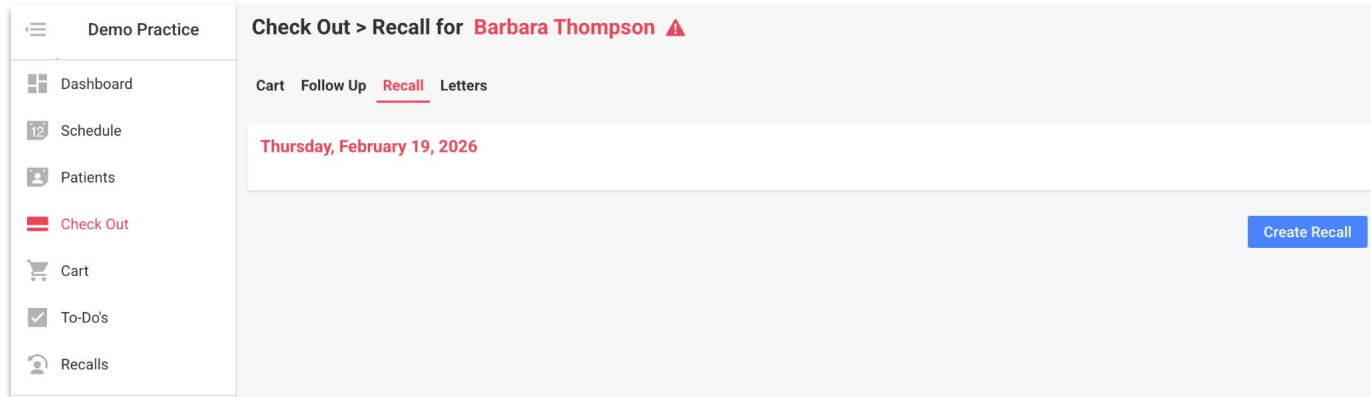 Demo Practice
Dashboard
12
Schedule
Patients
Check Out
Cart
To-Do's
Recalls
Check Out > Recall for Barbara Thompson
Cart Follow Up Recall Letters
Thursday, February 19, 2026
Create Recall